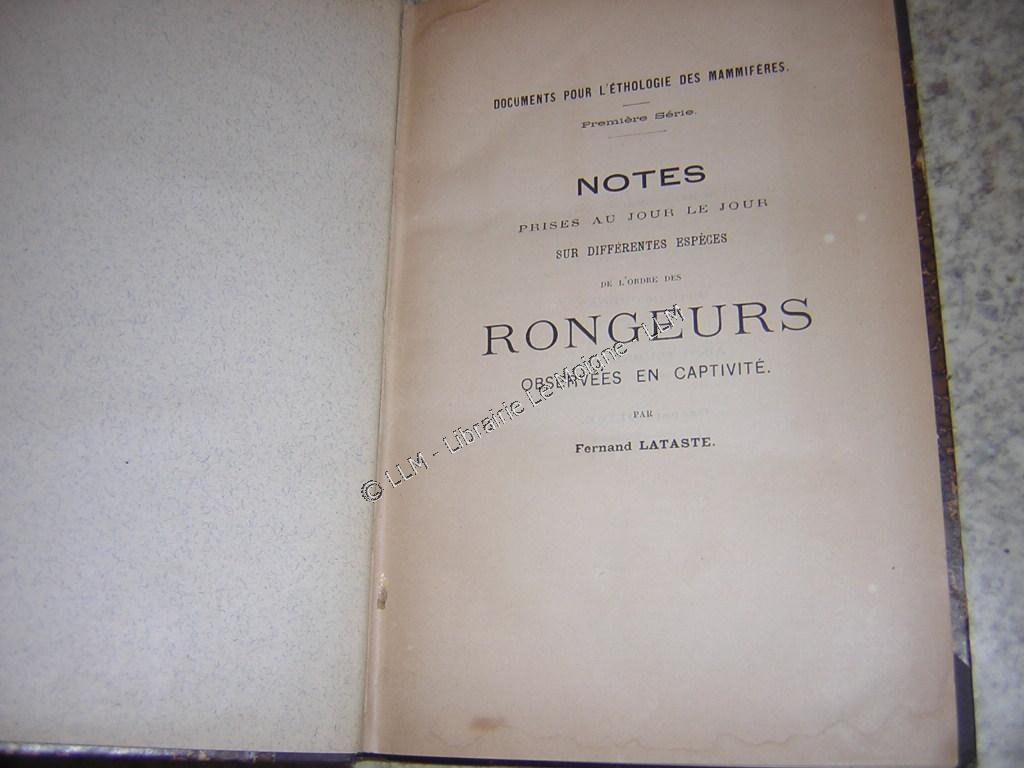 DOCUMENTS POUR L'ÉTHOLOGIE DES MAMMIFÈRES.
Première Série.
NOTES
PRISES AU JOUR LE JOUR
SUR DIFFÉRENTES ESPÈCES
DE L'ORDRE DES
RONGEURS
OBSERVÉES EN CAPTIVITÉ.
PAR
Fernand LATASTE.
© LLM - Librairie Le Moigne - LLM